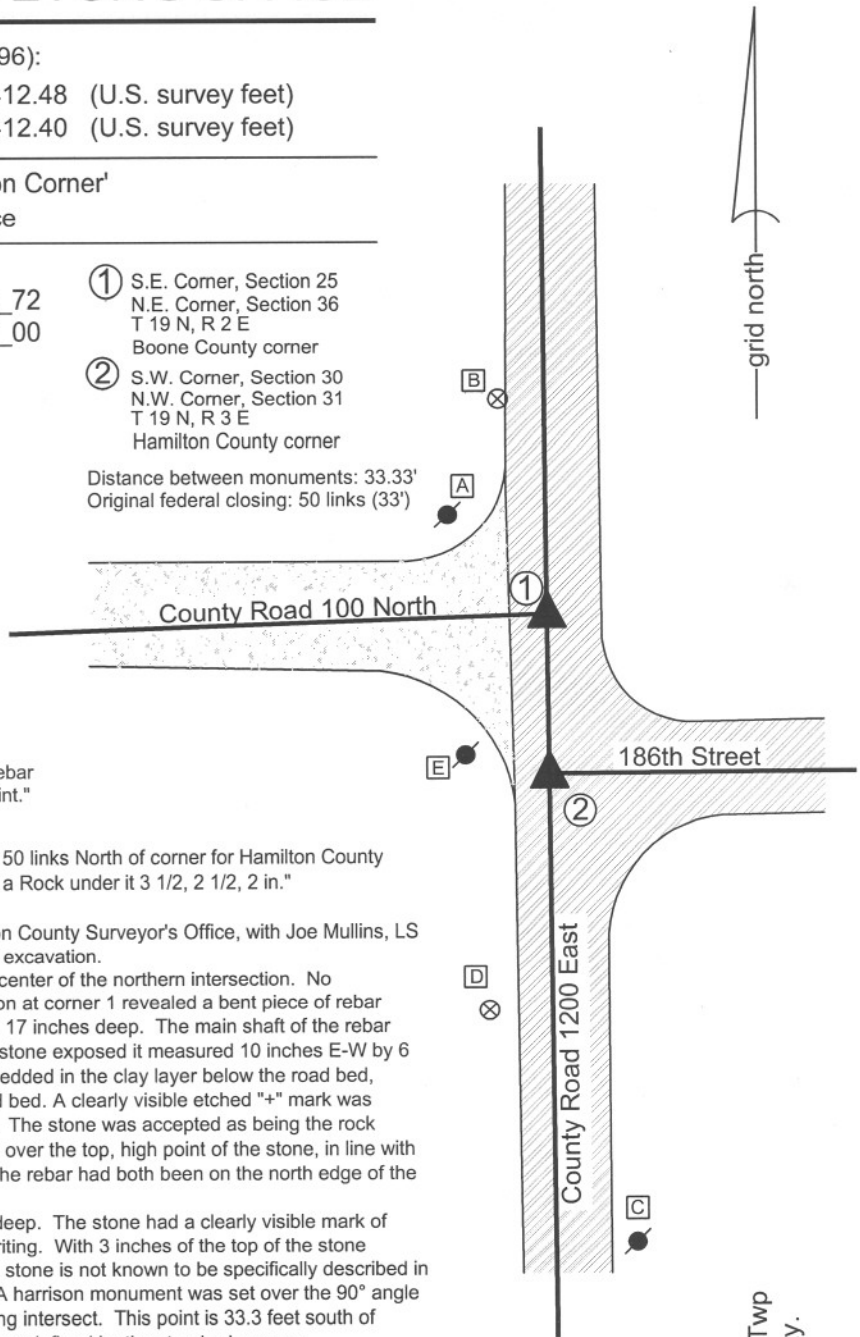 96):
12.48 (U.S. survey feet)
12.40 (U.S. survey feet)
on Corner'
ce
_72
_00
① S.E. Corner, Section 25
N.E. Corner, Section 36
T 19 N, R 2 E
Boone County corner
② S.W. Corner, Section 30
N.W. Corner, Section 31
T 19 N, R 3 E
Hamilton County corner
Distance between monuments: 33.33'
Original federal closing: 50 links (33')
grid north
B
A
①
County Road 100 North
E
186th Street
②
ebar
int."
50 links North of corner for Hamilton County
a Rock under it 3 1/2, 2 1/2, 2 in."
on County Surveyor's Office, with Joe Mullins, LS
excavation.
center of the northern intersection. No
on at corner 1 revealed a bent piece of rebar
17 inches deep. The main shaft of the rebar
stone exposed it measured 10 inches E-W by 6
edded in the clay layer below the road bed,
d bed. A clearly visible etched "+" mark was
The stone was accepted as being the rock
over the top, high point of the stone, in line with
he rebar had both been on the north edge of the
deep. The stone had a clearly visible mark of
riting. With 3 inches of the top of the stone
stone is not known to be specifically described in
A harrison monument was set over the 90° angle
ng intersect. This point is 33.3 feet south of
D
County Road 1200 East
C
Twp
y.